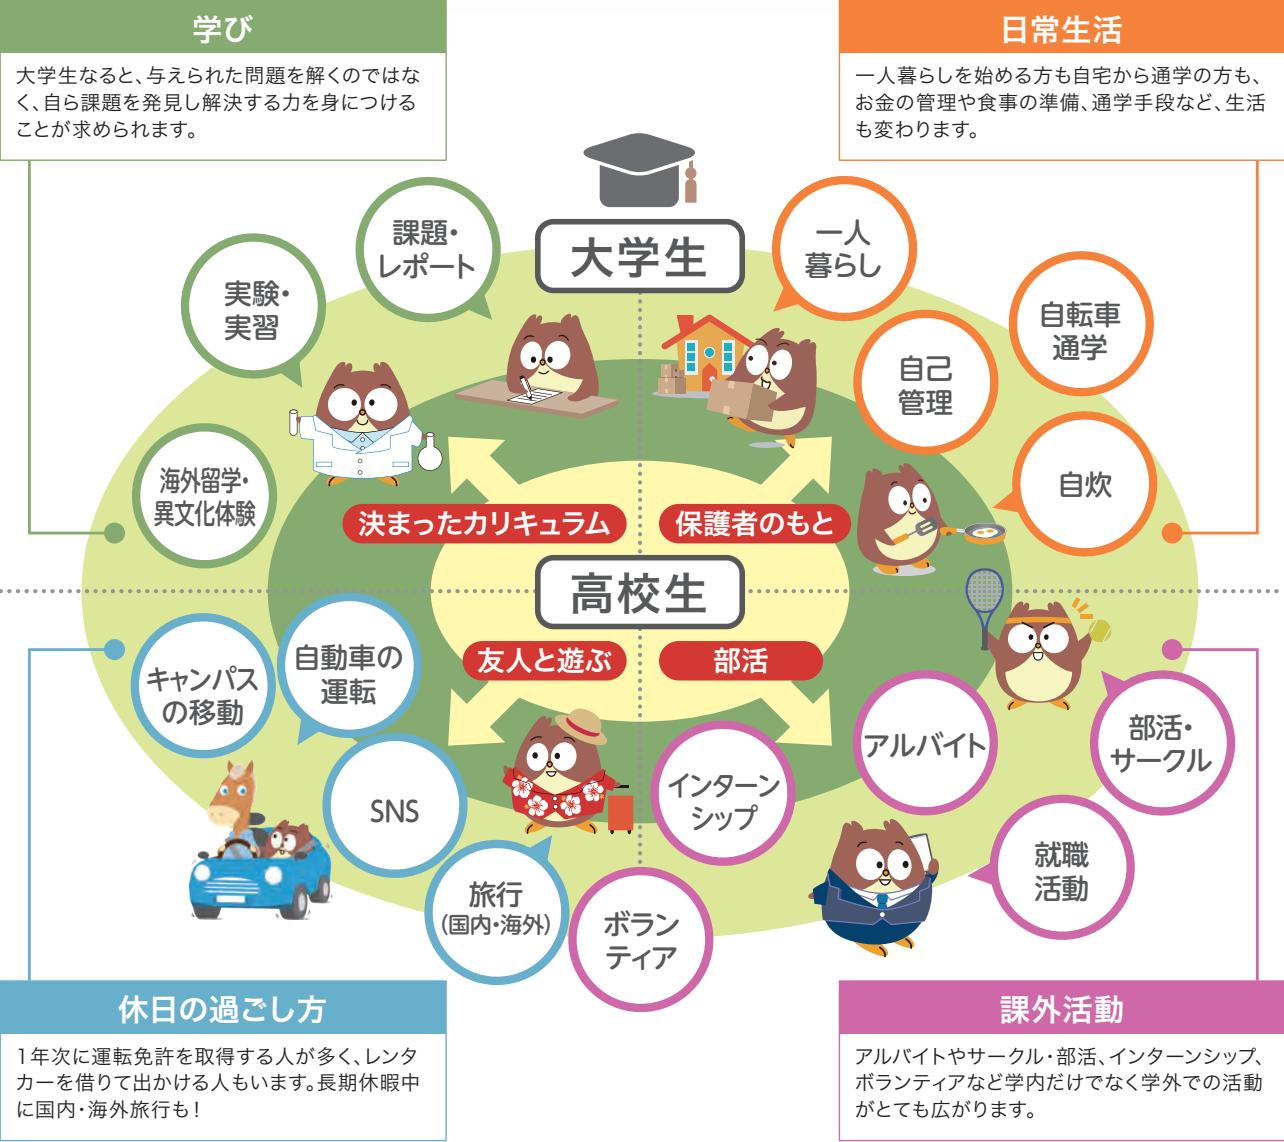 学び
大学生なると、与えられた問題を解くのではな
く、自ら課題を発見し解決する力を身につける
ことが求められます。
日常生活
一人暮らしを始める方も自宅から通学の方も、
お金の管理や食事の準備、通学手段など、生活
も変わります。
大学生
課題・
レポート
実験・
実習
海外留学・
異文化体験
一人
暮らし
自転車
通学
自己
管理
自炊
決まったカリキュラム
保護者のもと
高校生
友人と遊ぶ
部活
キャンパス
の移動
自動車の
運転
SNS
旅行
(国内・海外)
ボラン
ティア
インターン
シップ
アルバイト
部活・
サークル
就職
活動
休日の過ごし方
1年次に運転免許を取得する人が多く、レンタ
カーを借りて出かける人もいます。長期休暇中
に国内・海外旅行も!
課外活動
アルバイトやサークル・部活、インターンシップ、
ボランティアなど学内だけでなく学外での活動
がとても広がります。